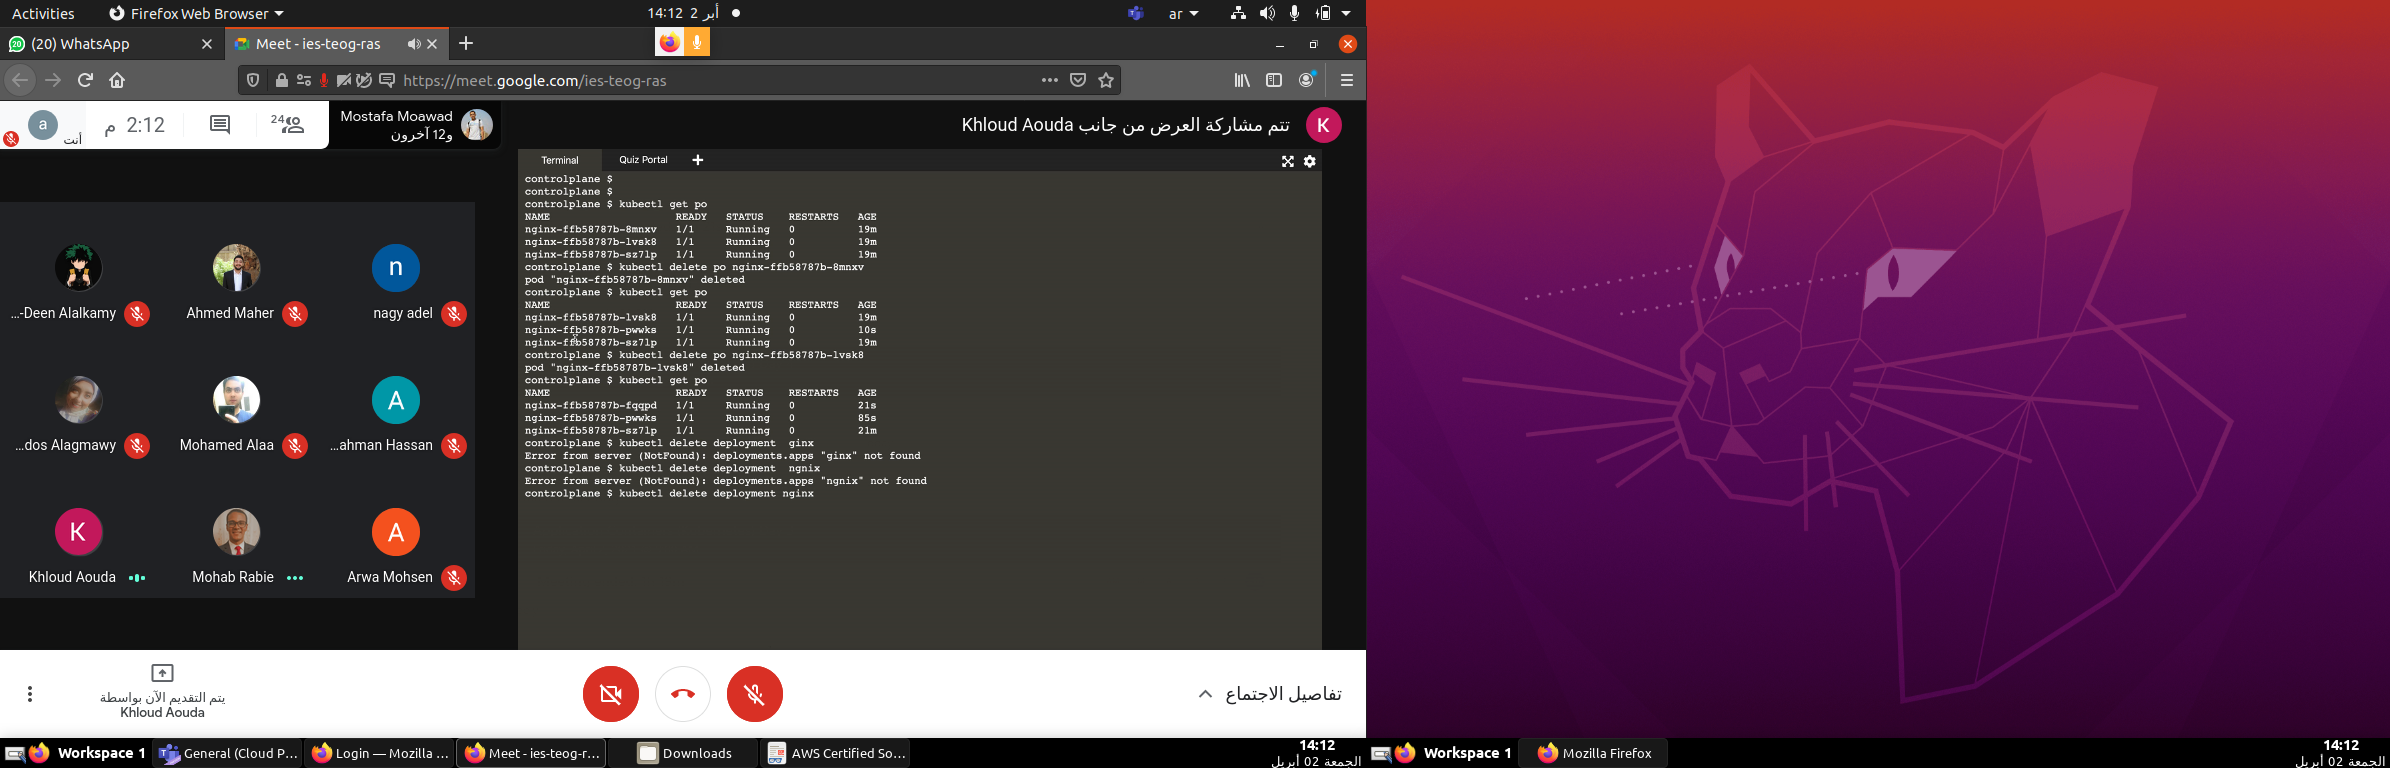 Activities
Firefox Web Browser
14:12 2 أبر
ar
(20) WhatsApp
Meet - ies-teog-ras
https://meet.google.com/ies-teog-ras
a
أنت
2:12 م
24
Mostafa Moawad
و12 آخرون
تتم مشاركة العرض من جانب Khloud Aouda
K
Terminal
Quiz Portal
controlplane $
controlplane $
controlplane $ kubectl get po
NAME READY STATUS RESTARTS AGE
nginx-ffb58787b-8mnxv 1/1 Running 0 19m
nginx-ffb58787b-lvsk8 1/1 Running 0 19m
nginx-ffb58787b-sz7lp 1/1 Running 0 19m
controlplane $ kubectl delete po nginx-ffb58787b-8mnxv
pod "nginx-ffb58787b-8mnxv" deleted
controlplane $ kubectl get po
NAME READY STATUS RESTARTS AGE
nginx-ffb58787b-lvsk8 1/1 Running 0 19m
nginx-ffb58787b-pwwks 1/1 Running 0 10s
nginx-ffb58787b-sz7lp 1/1 Running 0 19m
controlplane $ kubectl delete po nginx-ffb58787b-lvsk8
pod "nginx-ffb58787b-lvsk8" deleted
controlplane $ kubectl get po
NAME READY STATUS RESTARTS AGE
nginx-ffb58787b-fqqpd 1/1 Running 0 21s
nginx-ffb58787b-pwwks 1/1 Running 0 85s
nginx-ffb58787b-sz7lp 1/1 Running 0 21m
controlplane $ kubectl delete deployment  ginx
Error from server (NotFound): deployments.apps "ginx" not found
controlplane $ kubectl delete deployment  ngnix
Error from server (NotFound): deployments.apps "ngnix" not found
controlplane $ kubectl delete deployment nginx
n
...-Deen Alalkamy
Ahmed Maher
nagy adel
A
...dos Alagmawy
Mohamed Alaa
...ahman Hassan
K
A
Khloud Aouda
Mohab Rabie
Arwa Mohsen
يتم التقديم الآن بواسطة
Khloud Aouda
تفاصيل الاجتماع
Workspace 1
General (Cloud P...
Login — Mozilla ...
Meet - ies-teog-r...
Downloads
AWS Certified So...
14:12
الجمعة 02 أبريل
Workspace 1
Mozilla Firefox
14:12
الجمعة 02 أبريل